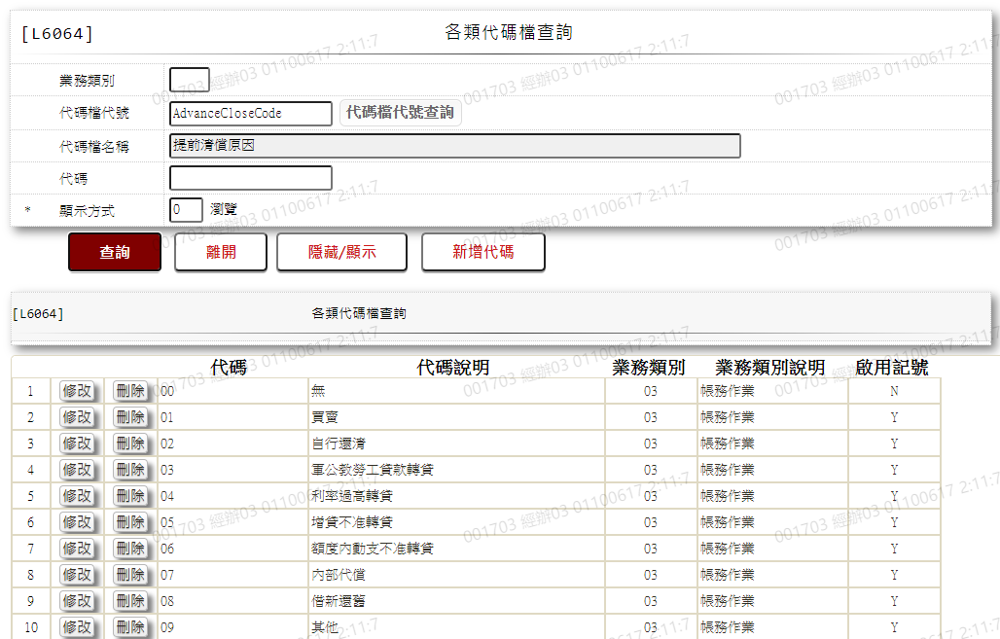 [L6064] 各類代碼檔查詢
業務類別
代碼檔代號 AdvanceCloseCode 代碼檔代號查詢
代碼檔名稱 提前清償原因
代碼
* 顯示方式 0 瀏覽
查詢 離開 隱藏/顯示 新增代碼
[L6064] 各類代碼檔查詢
代碼 代碼說明 業務類別 業務類別說明 啟用記號
1 修改 刪除 00 無 03 帳務作業 N
2 修改 刪除 01 買賣 03 帳務作業 Y
3 修改 刪除 02 自行還清 03 帳務作業 Y
4 修改 刪除 03 軍公教勞工貸款轉貸 03 帳務作業 Y
5 修改 刪除 04 利率過高轉貸 03 帳務作業 Y
6 修改 刪除 05 增貸不准轉貸 03 帳務作業 Y
7 修改 刪除 06 額度內動支不准轉貸 03 帳務作業 Y
8 修改 刪除 07 內部代償 03 帳務作業 Y
9 修改 刪除 08 借新還舊 03 帳務作業 Y
10 修改 刪除 09 其他 03 帳務作業 Y
001703 經辦03 01100617 2:11:7